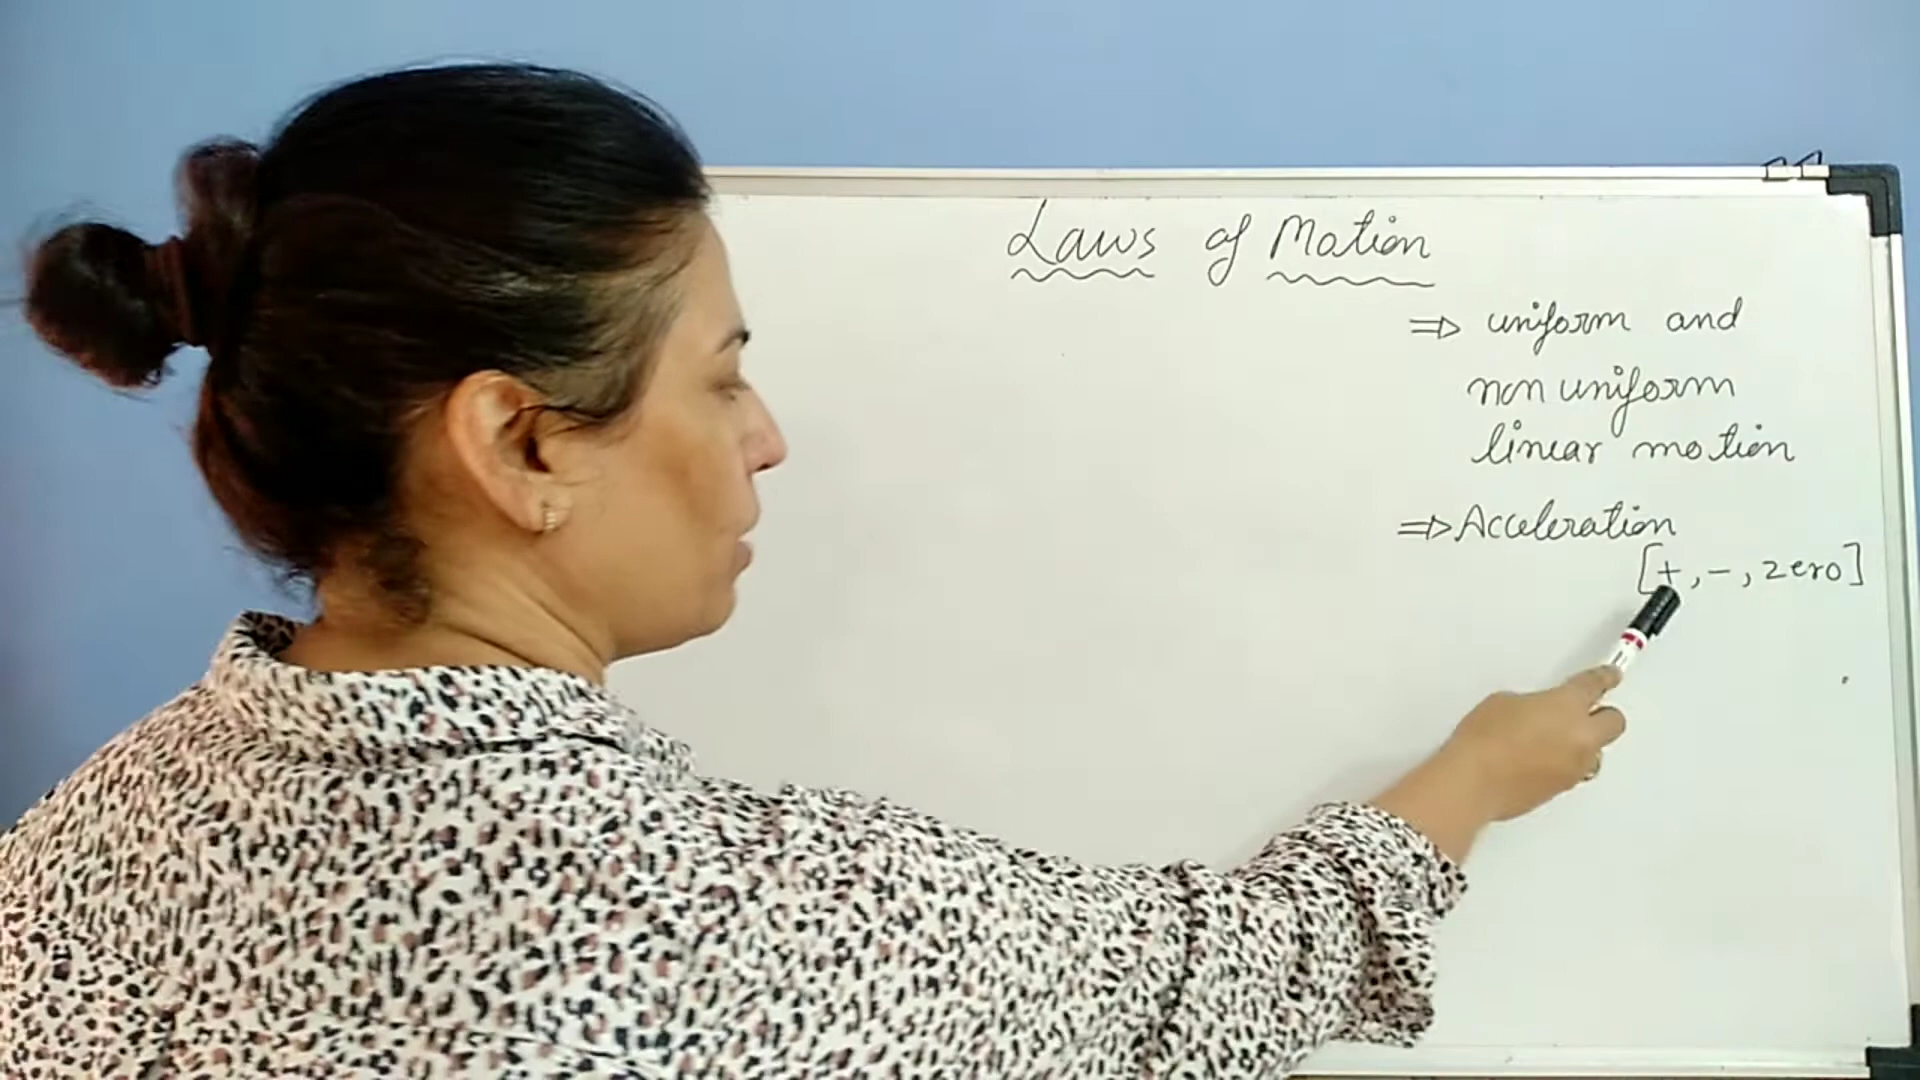 Laws of Motion
⇒ uniform and
non uniform
linear motion
⇒ Acceleration
[+, -, zero]